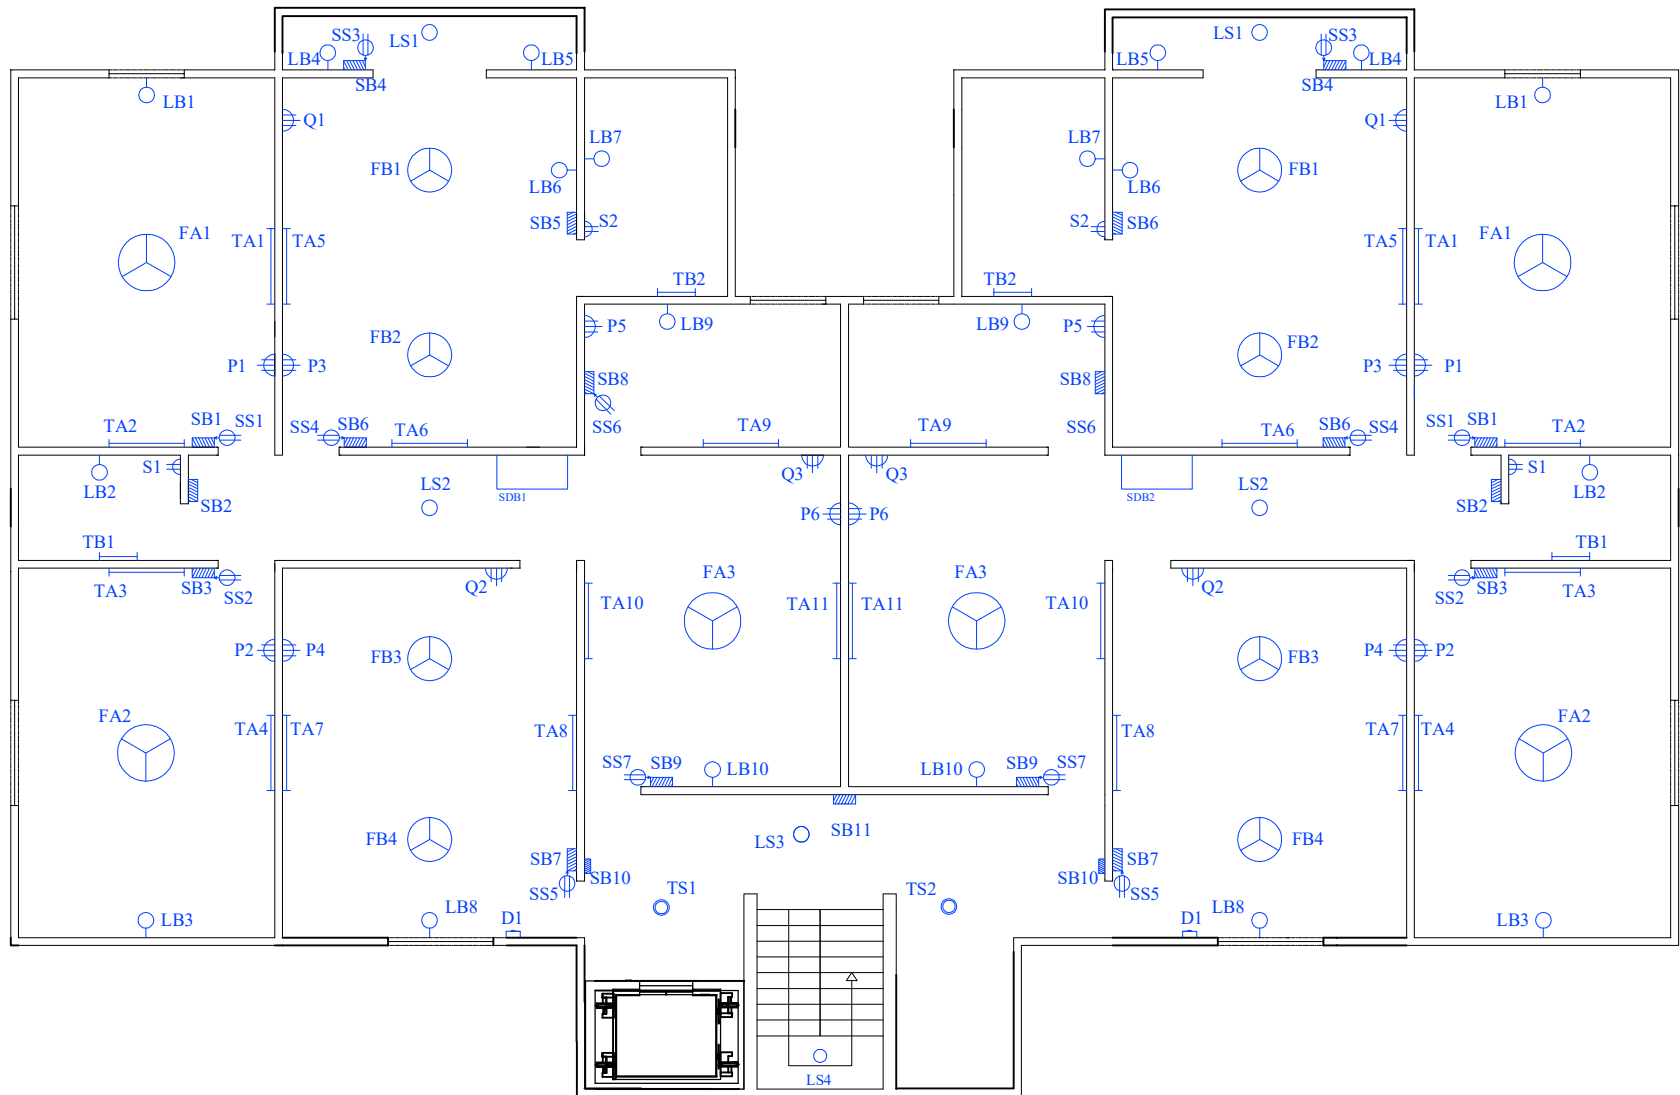 SS3 LS1 LS1 SS3
LB4 LB5 LB5 LB4
SB4 SB4
LB1 LB1
Q1 Q1
LB7 LB7
FB1 FB1
LB6 LB6
SB5 S2 S2 SB6
FA1 TA1 TA5 TA5 TA1 FA1
TB2 TB2
LB9 LB9
P5 P5
FB2 FB2
P1 P3 P3 P1
SB8 SB8
SS6 SS6
TA2 SB1 SS1 SS4 SB6 TA6 TA9 TA9 TA6 SB6 SS4 SS1 SB1 TA2
S1 Q3 Q3 S1
LB2 LS2 SDB1 SDB2 LS2 LB2
SB2 SB2
P6 P6
TB1 TB1
TA3 SB3 SS2 Q2 FA3 FA3 Q2 SS2 SB3 TA3
TA10 TA11 TA11 TA10
P2 P4 P4 P2
FB3 FB3
FA2 FA2
TA4 TA7 TA8 TA8 TA7 TA4
SS7 SB9 LB10 LB10 SB9 SS7
SB11
LS3
FB4 FB4
SB7 SB10 SB10 SB7
SS5 TS1 TS2 SS5
LB3 LB8 D1 D1 LB8 LB3
LS4